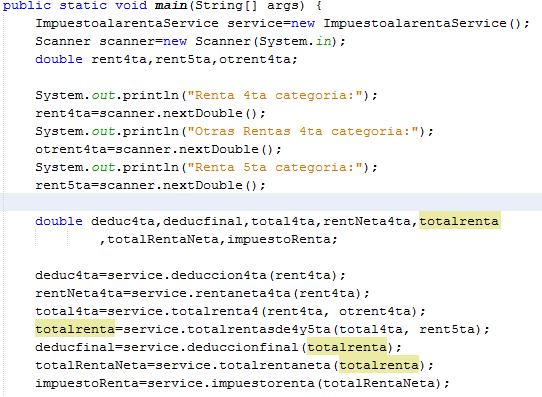 public static void main(String[] args) {
ImpuestoalarentaService service=new ImpuestoalarentaService();
Scanner scanner=new Scanner(System.in);
double rent4ta,rent5ta,otrent4ta;
System.out.println("Renta 4ta categoria:");
rent4ta=scanner.nextDouble();
System.out.println("Otras Rentas 4ta categoria:");
otrent4ta=scanner.nextDouble();
System.out.println("Renta 5ta categoria:");
rent5ta=scanner.nextDouble();
double deduc4ta,deducfinal,total4ta,rentNeta4ta,totalrenta
,totalRentaNeta,impuestoRenta;
deduc4ta=service.deduccion4ta(rent4ta);
rentNeta4ta=service.rentaneta4ta(rent4ta);
total4ta=service.totalrenta4(rent4ta, otrent4ta);
totalrenta=service.totalrentasde4y5ta(total4ta, rent5ta);
deducfinal=service.deduccionfinal(totalrenta);
totalRentaNeta=service.totalrentaneta(totalrenta);
impuestoRenta=service.impuestorenta(totalRentaNeta);